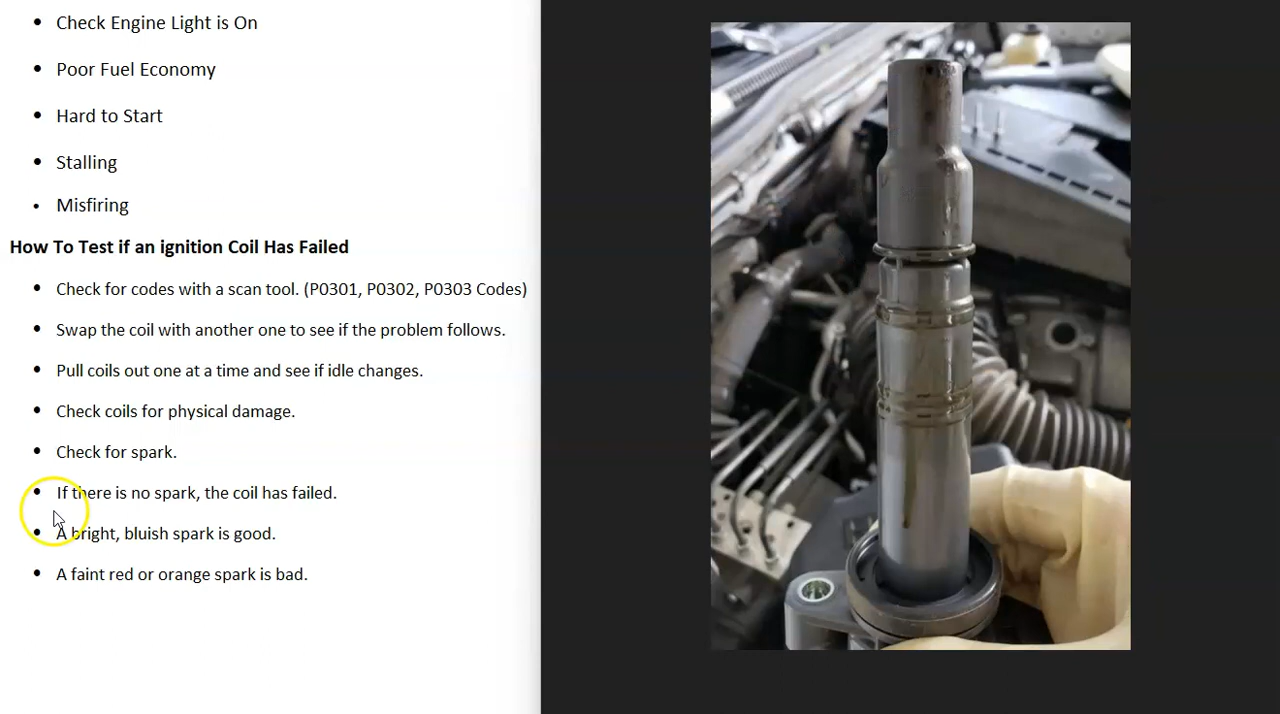 Check Engine Light is On
Poor Fuel Economy
Hard to Start
Stalling
Misfiring
How To Test if an ignition Coil Has Failed
Check for codes with a scan tool. (P0301, P0302, P0303 Codes)
Swap the coil with another one to see if the problem follows.
Pull coils out one at a time and see if idle changes.
Check coils for physical damage.
Check for spark.
If there is no spark, the coil has failed.
A bright, bluish spark is good.
A faint red or orange spark is bad.